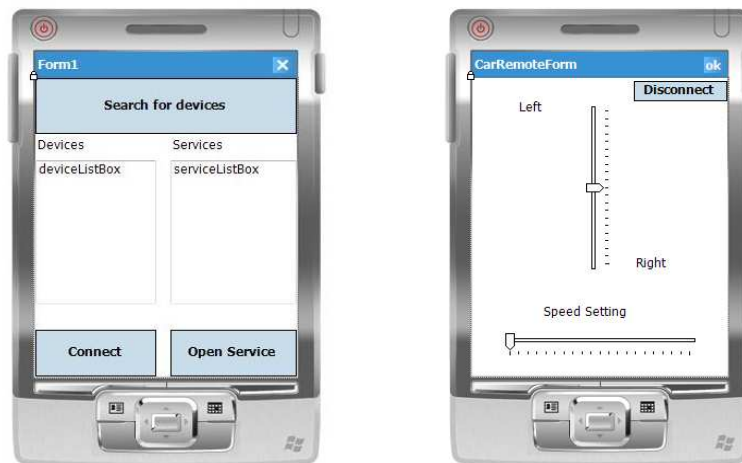 Form1
Search for devices
Devices Services
deviceListBox serviceListBox
Connect Open Service
CarRemoteForm ok
Disconnect
Left
Right
Speed Setting